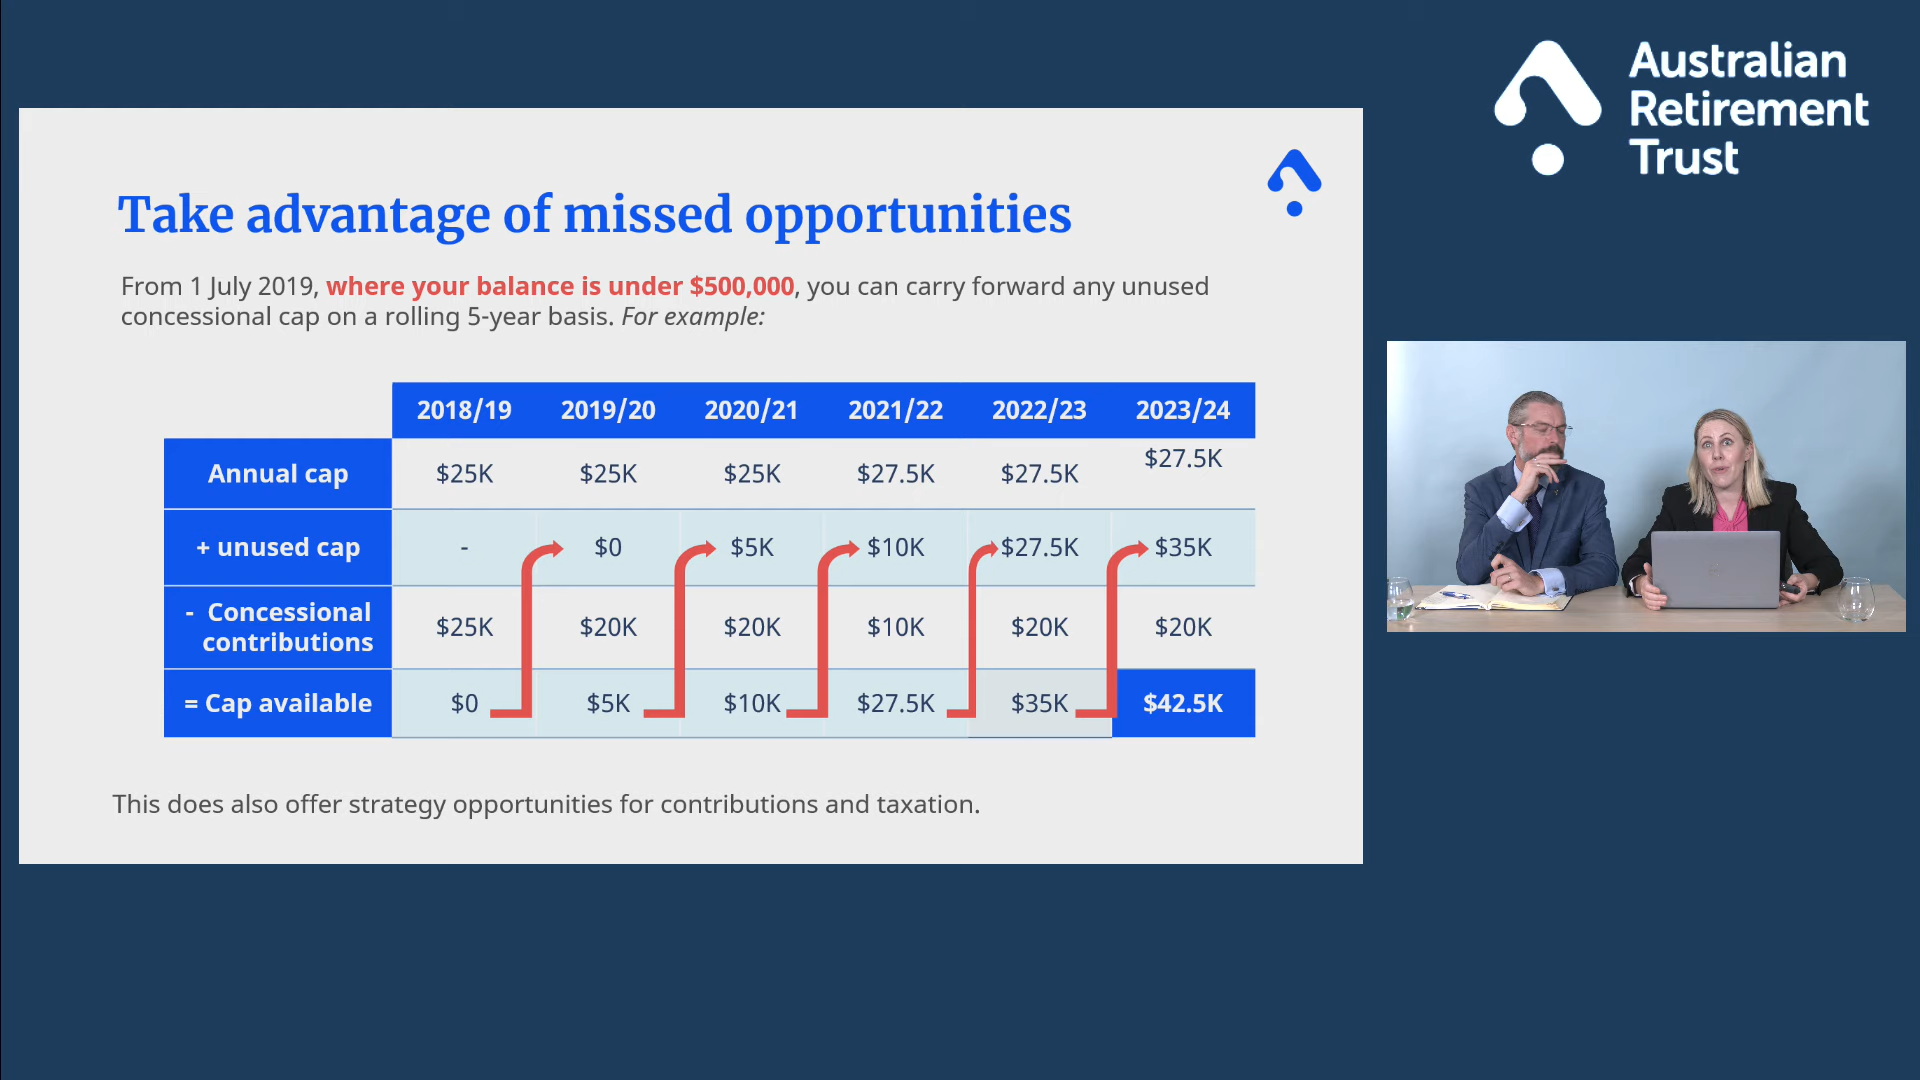 Australian
Retirement
Trust
Take advantage of missed opportunities
From 1 July 2019, where your balance is under $500,000, you can carry forward any unused
concessional cap on a rolling 5-year basis. For example:
2018/19 2019/20 2020/21 2021/22 2022/23 2023/24
Annual cap $25K $25K $25K $27.5K $27.5K $27.5K
+ unused cap - $0 $5K $10K $27.5K $35K
- Concessional
contributions $25K $20K $20K $10K $20K $20K
= Cap available $0 $5K $10K $27.5K $35K $42.5K
This does also offer strategy opportunities for contributions and taxation.